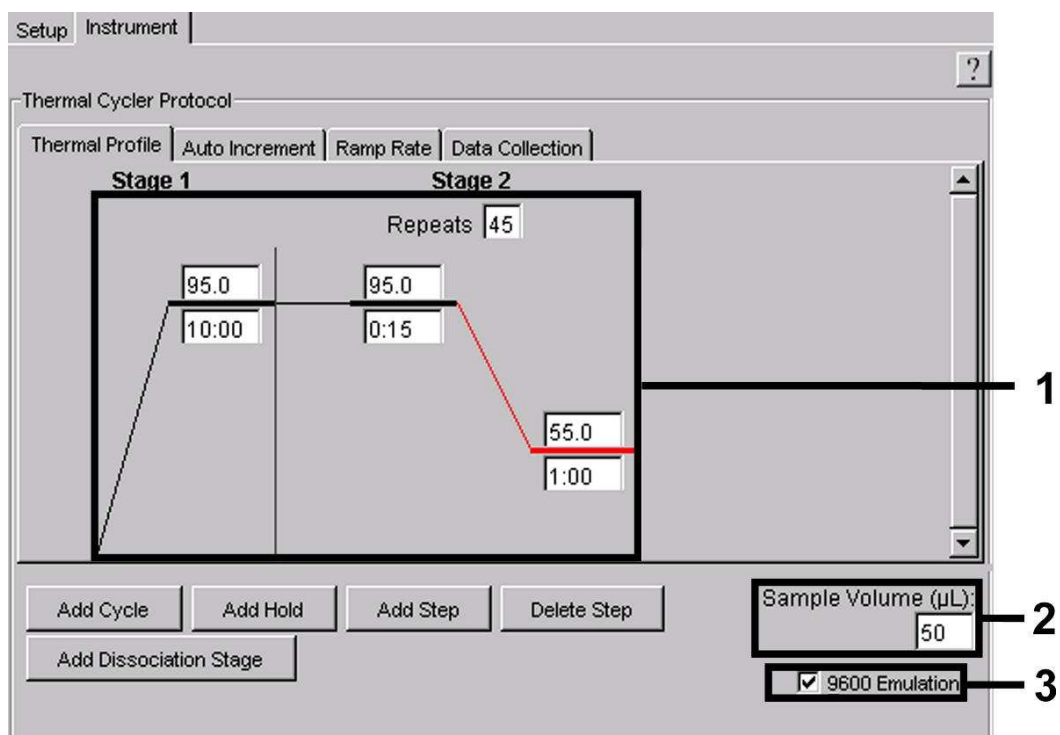 Setup Instrument
?
Thermal Cycler Protocol
Thermal Profile Auto Increment Ramp Rate Data Collection
Stage 1 Stage 2
Repeats 45
95.0 95.0
10:00 0:15
1
55.0
1:00
Add Cycle Add Hold Add Step Delete Step
Sample Volume (µL):
50
2
Add Dissociation Stage
9600 Emulation
3